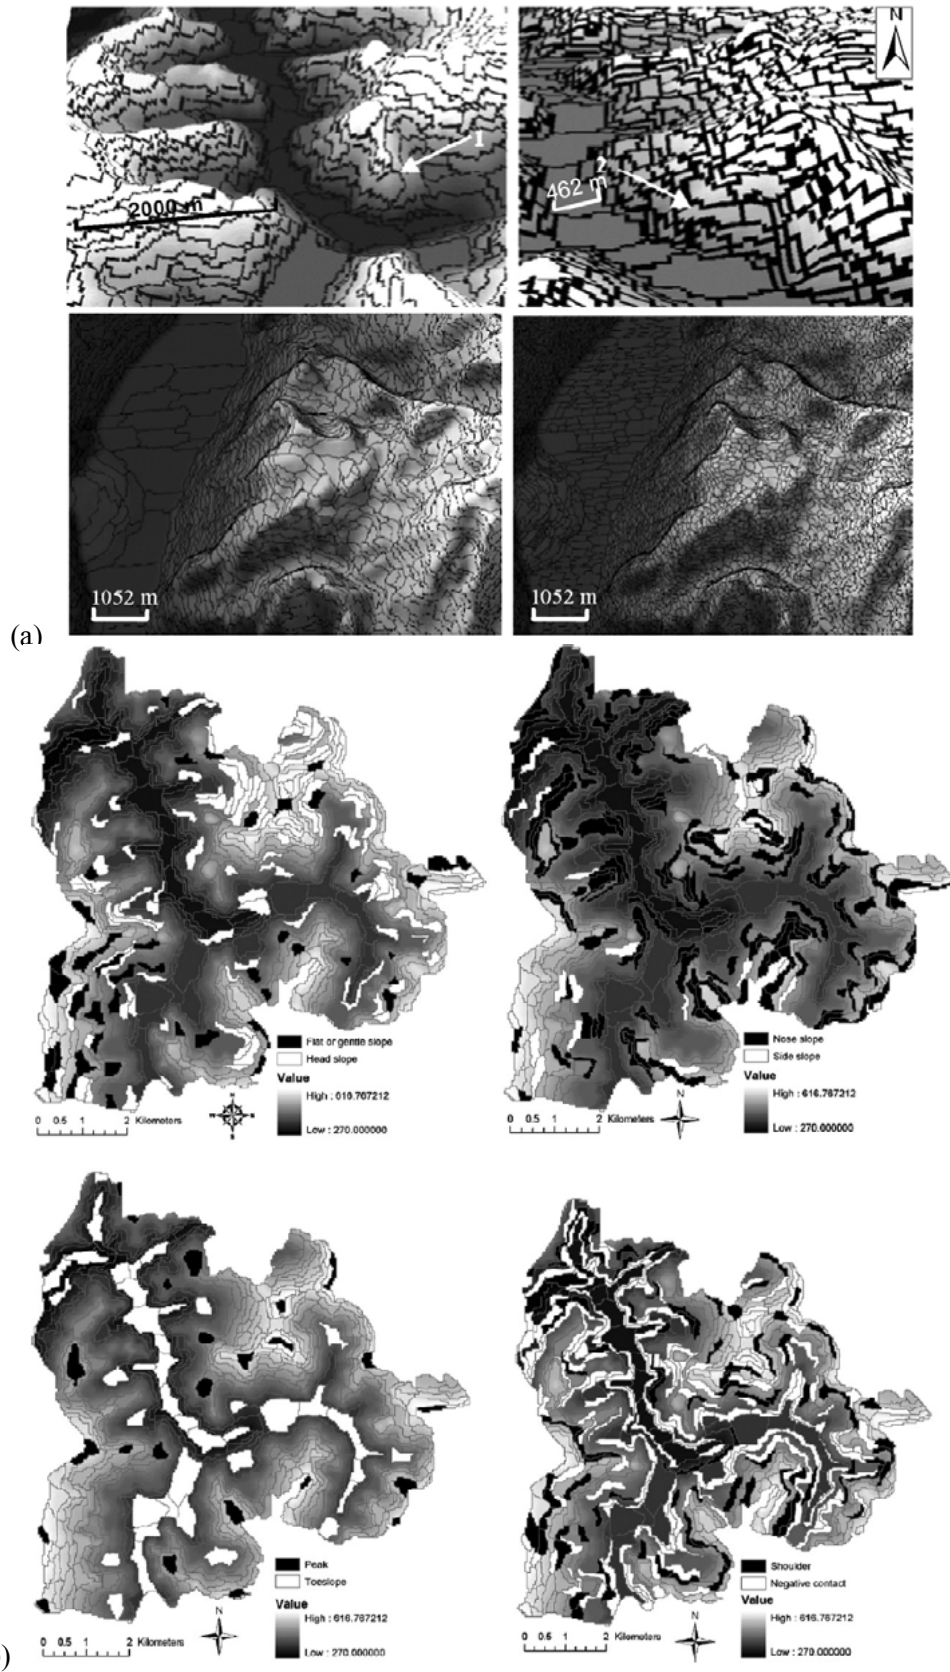 N
1
2000 m
?
462 m
1052 m
1052 m
(a)
Flat or gentle slope
Head slope
Value
High : 616.767212
Low : 270.000000
0 0.5 1 2 Kilometers
Nose slope
Side slope
Value
High : 616.767212
Low : 270.000000
0 0.5 1 2 Kilometers
Peak
Toeslope
Value
High : 616.767212
Low : 270.000000
N
0 0.5 1 2 Kilometers
Shoulder
Negative contact
Value
High : 616.767212
Low : 270.000000
N
0 0.5 1 2 Kilometers
)